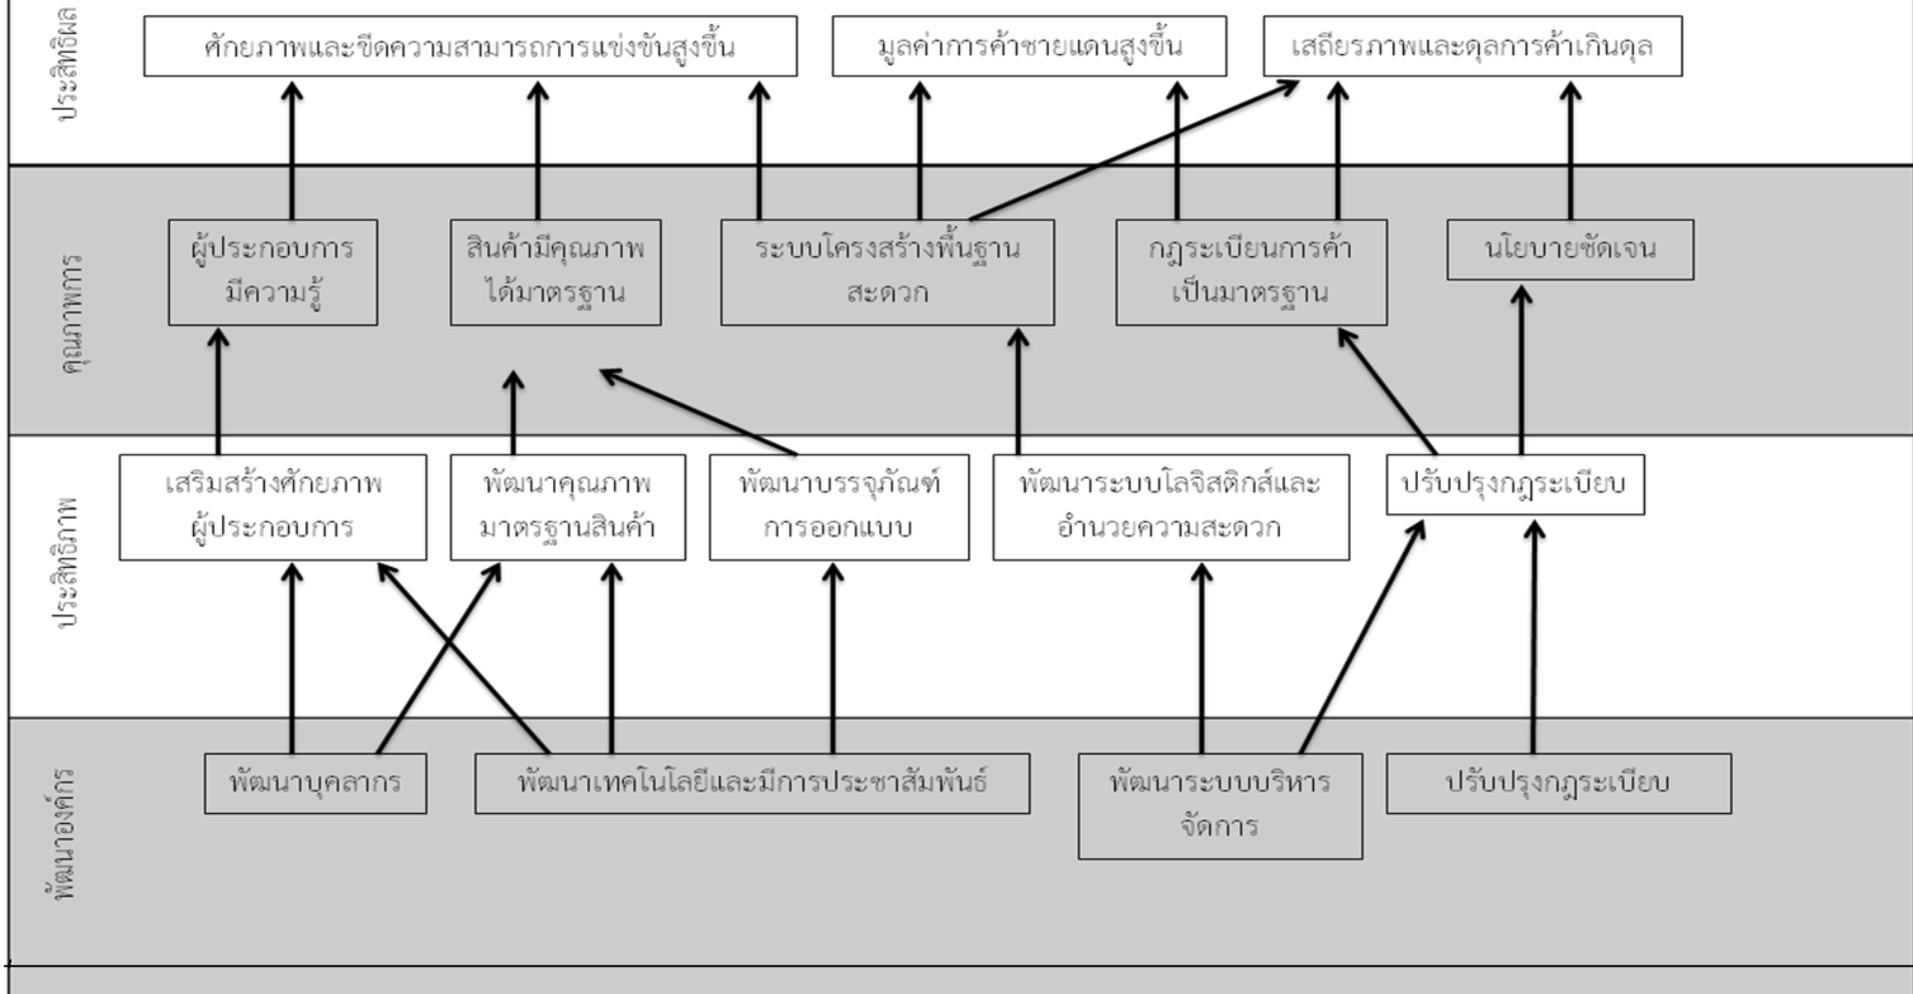 ประสิทธิผล
ศักยภาพและขีดความสามารถการแข่งขันสูงขึ้น
มูลค่าการค้าชายแดนสูงขึ้น
เสถียรภาพและดุลการค้าเกินดุล
คุณภาพการ
ผู้ประกอบการ
มีความรู้
สินค้ามีคุณภาพ
ได้มาตรฐาน
ระบบโครงสร้างพื้นฐาน
สะดวก
กฎระเบียนการค้า
เป็นมาตรฐาน
นโยบายชัดเจน
ประสิทธิภาพ
เสริมสร้างศักยภาพ
ผู้ประกอบการ
พัฒนาคุณภาพ
มาตรฐานสินค้า
พัฒนาบรรจุภัณฑ์
การออกแบบ
พัฒนาระบบโลจิสติกส์และ
อำนวยความสะดวก
ปรับปรุงกฎระเบียบ
พัฒนาองค์กร
พัฒนาบุคลากร
พัฒนาเทคโนโลยีและมีการประชาสัมพันธ์
พัฒนาระบบบริหาร
จัดการ
ปรับปรุงกฎระเบียบ